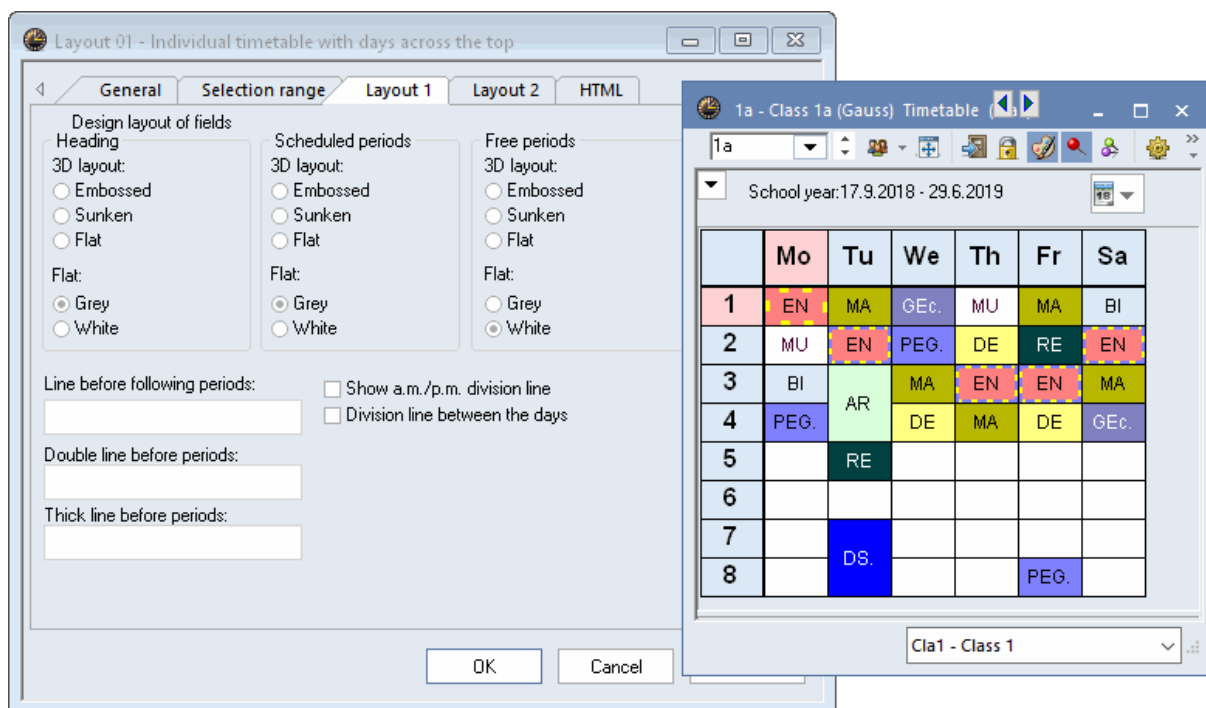 Layout 01 - Individual timetable with days across the top
General Selection range Layout 1 Layout 2 HTML
Design layout of fields
Heading Scheduled periods Free periods
3D layout: 3D layout: 3D layout:
Embossed Embossed Embossed
Sunken Sunken Sunken
Flat Flat Flat
Flat: Flat: Flat:
Grey Grey Grey
White White White
Line before following periods:
Show a.m./p.m. division line
Division line between the days
Double line before periods:
Thick line before periods:
OK Cancel
1a - Class 1a (Gauss) Timetable
1a
School year:17.9.2018 - 29.6.2019
18
Mo Tu We Th Fr Sa
1 EN MA GEc. MU MA BI
2 MU EN PEG. DE RE EN
3 BI AR MA EN EN MA
4 PEG. DE MA DE GEc.
5 RE
6
7 DS.
8 PEG.
Cla1 - Class 1